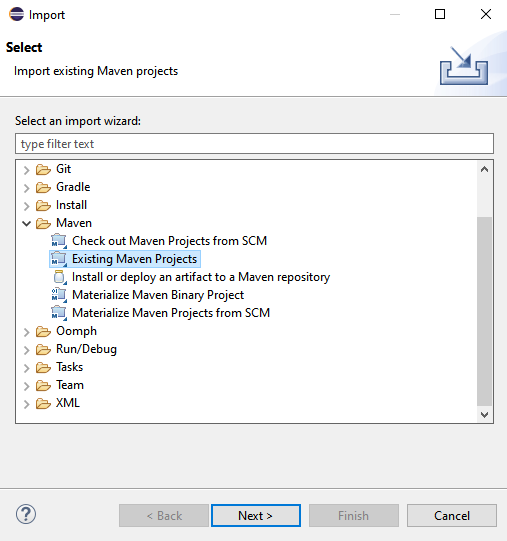 Import
Select
Import existing Maven projects
Select an import wizard:
type filter text
Git
Gradle
Install
Maven
Check out Maven Projects from SCM
Existing Maven Projects
Install or deploy an artifact to a Maven repository
Materialize Maven Binary Project
Materialize Maven Projects from SCM
Oomph
Run/Debug
Tasks
Team
XML
? < Back Next > Finish Cancel